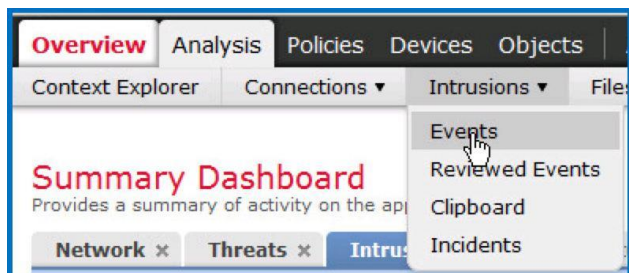 Overview Analysis Policies Devices Objects
Context Explorer Connections Intrusions
Events
Summary Dashboard Reviewed Events
Provides a summary of activity on the Clipboard
Network Threats Incidents